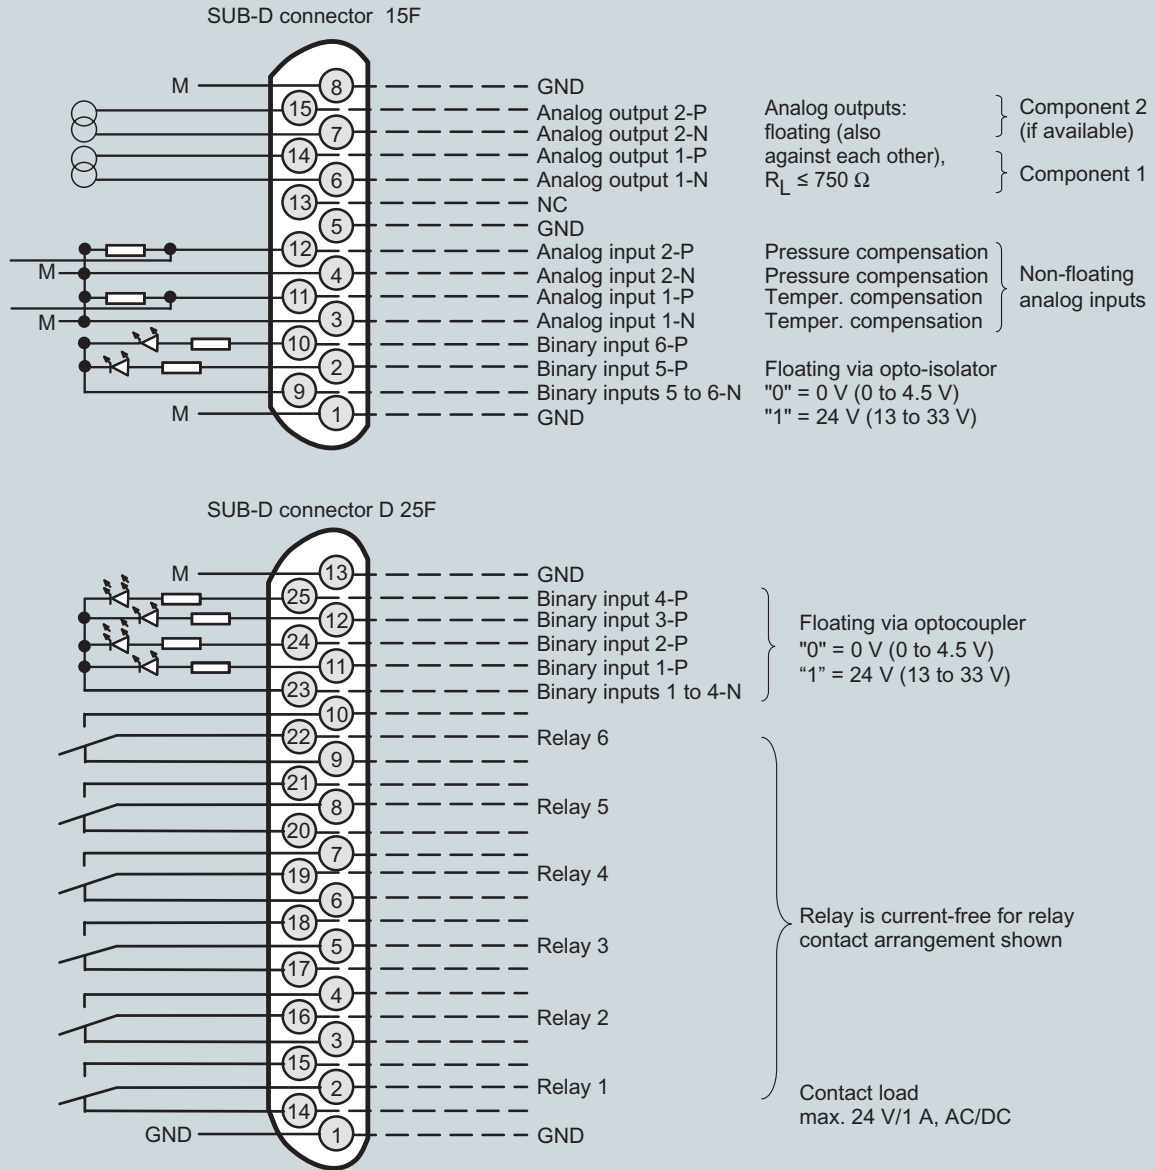 SUB-D connector 15F
M 8 GND
15 Analog output 2-P Analog outputs: Component 2
7 Analog output 2-N floating (also (if available)
14 Analog output 1-P against each other),
6 Analog output 1-N RL ≤ 750 Ω Component 1
13 NC
5 GND
12 Analog input 2-P Pressure compensation
M 4 Analog input 2-N Pressure compensation Non-floating
11 Analog input 1-P Temper. compensation analog inputs
M 3 Analog input 1-N Temper. compensation
10 Binary input 6-P
2 Binary input 5-P Floating via opto-isolator
9 Binary inputs 5 to 6-N "0" = 0 V (0 to 4.5 V)
M 1 GND "1" = 24 V (13 to 33 V)
SUB-D connector D 25F
M 13 GND
25 Binary input 4-P
12 Binary input 3-P Floating via optocoupler
24 Binary input 2-P "0" = 0 V (0 to 4.5 V)
11 Binary input 1-P “1” = 24 V (13 to 33 V)
23 Binary inputs 1 to 4-N
10
22 Relay 6
9
21
8 Relay 5
20
7
19 Relay 4
6
18 Relay is current-free for relay
5 Relay 3 contact arrangement shown
17
4
16 Relay 2
3
15
2 Relay 1 Contact load
14 max. 24 V/1 A, AC/DC
GND 1 GND